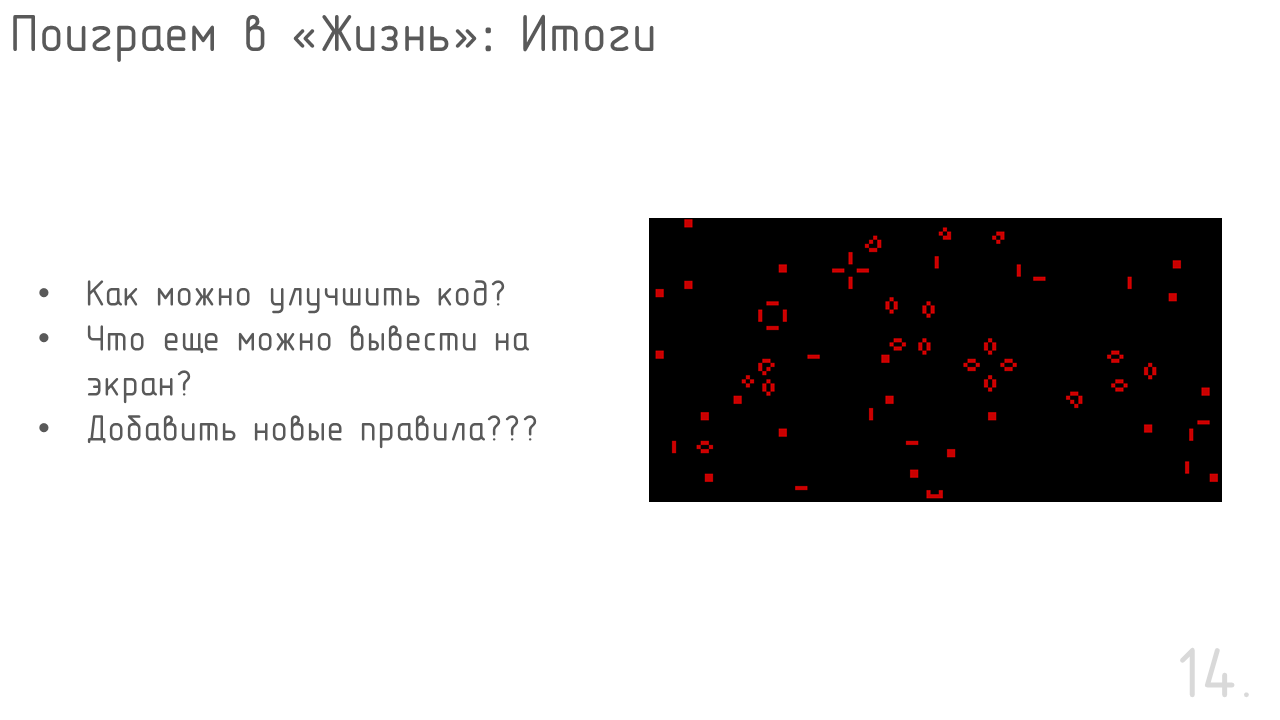 Поиграем в «Жизнь»: Итоги
• Как можно улучшить код?
• Что еще можно вывести на
экран?
• Добавить новые правила???
14.